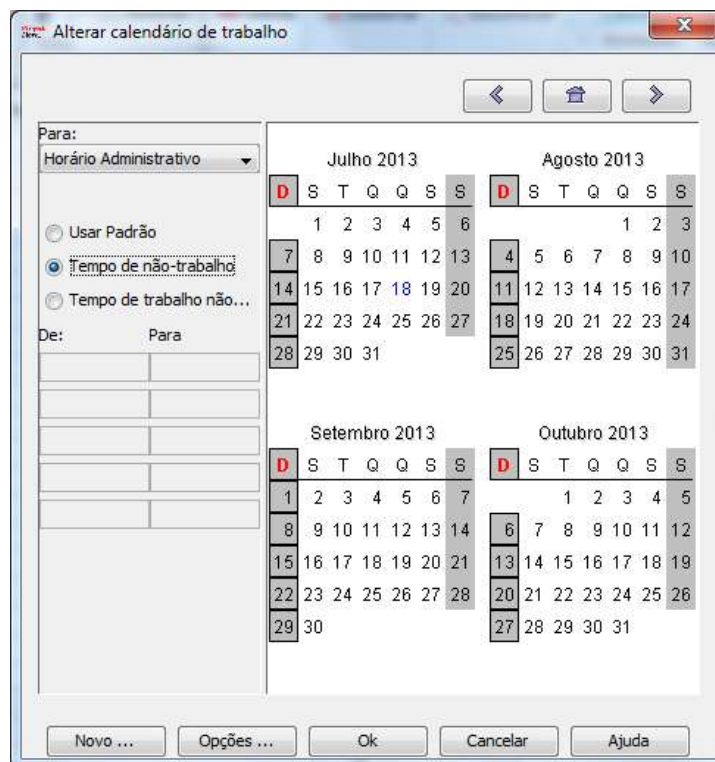 Alterar calendário de trabalho
Para:
Horário Administrativo
Usar Padrão
Tempo de não-trabalho
Tempo de trabalho não...
De: Para
Julho 2013
D S T Q Q S S
1 2 3 4 5 6
7 8 9 10 11 12 13
14 15 16 17 18 19 20
21 22 23 24 25 26 27
28 29 30 31
Agosto 2013
D S T Q Q S S
1 2 3
4 5 6 7 8 9 10
11 12 13 14 15 16 17
18 19 20 21 22 23 24
25 26 27 28 29 30 31
Setembro 2013
D S T Q Q S S
1 2 3 4 5 6 7
8 9 10 11 12 13 14
15 16 17 18 19 20 21
22 23 24 25 26 27 28
29 30
Outubro 2013
D S T Q Q S S
1 2 3 4 5
6 7 8 9 10 11 12
13 14 15 16 17 18 19
20 21 22 23 24 25 26
27 28 29 30 31
Novo ... Opções ... Ok Cancelar Ajuda